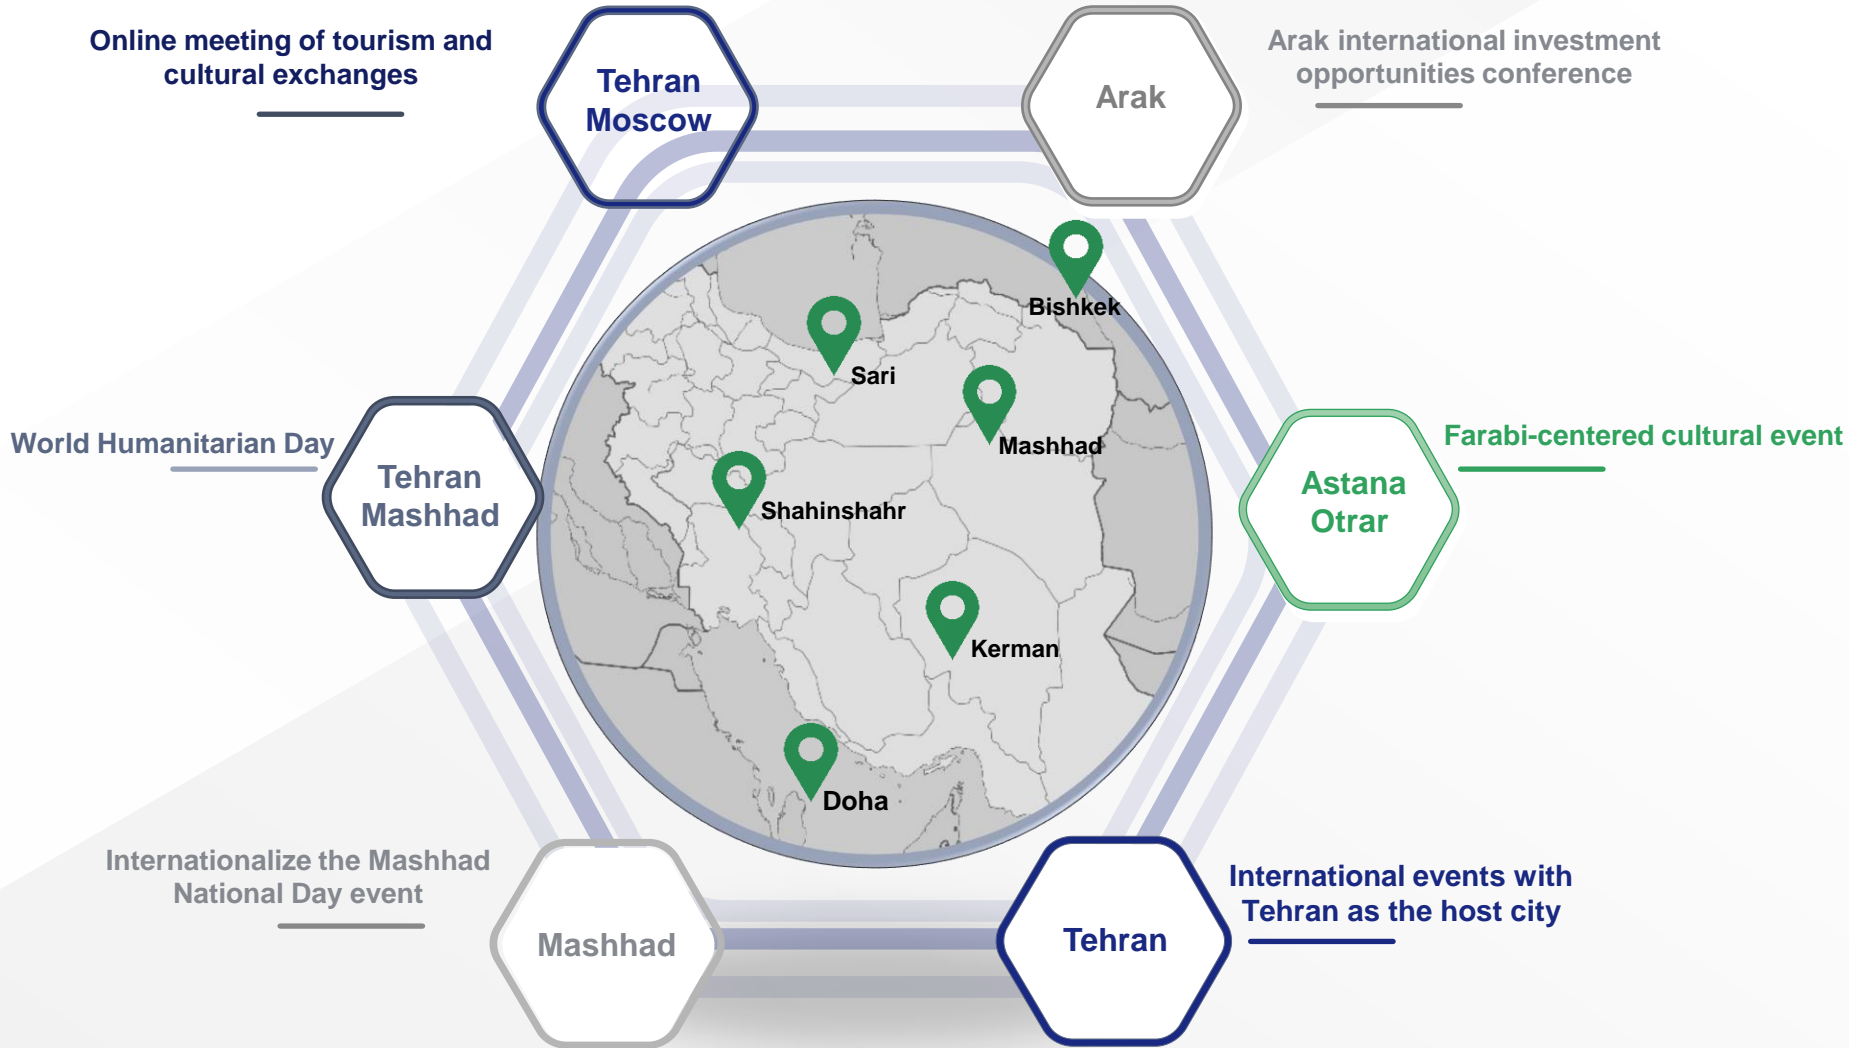 Online meeting of tourism and
cultural exchanges
Tehran
Moscow
Arak
Arak international investment
opportunities conference
Bishkek
Sari
Mashhad
Shahinshahr
Kerman
Doha
World Humanitarian Day
Tehran
Mashhad
Astana
Otrar
Farabi-centered cultural event
Internationalize the Mashhad
National Day event
Mashhad
Tehran
International events with
Tehran as the host city